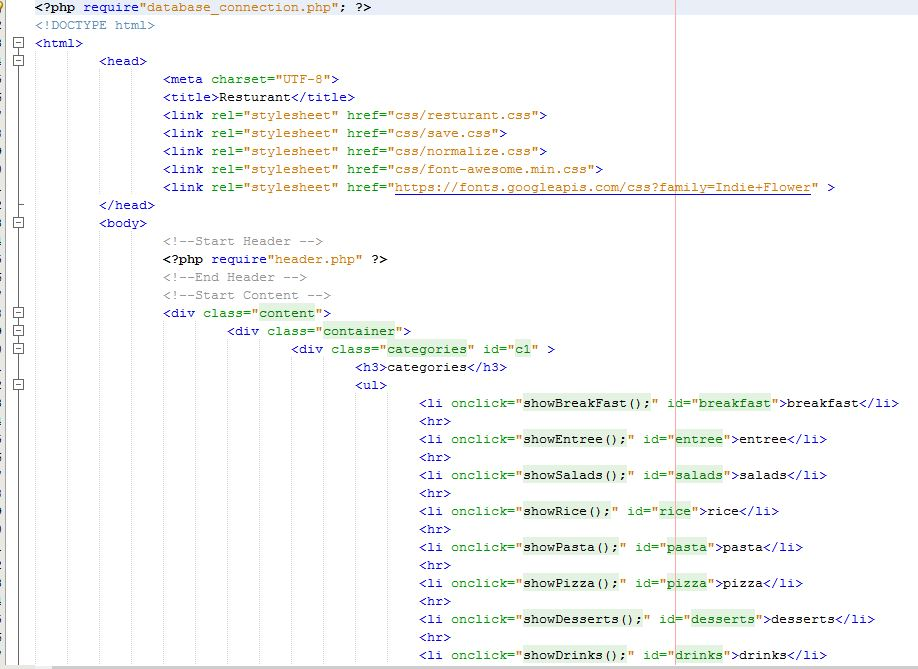 <?php require"database_connection.php"; ?>
<!DOCTYPE html>
<html>
<head>
<meta charset="UTF-8">
<title>Resturant</title>
<link rel="stylesheet" href="css/resturant.css">
<link rel="stylesheet" href="css/save.css">
<link rel="stylesheet" href="css/normalize.css">
<link rel="stylesheet" href="css/font-awesome.min.css">
<link rel="stylesheet" href="https://fonts.googleapis.com/css?family=Indie+Flower" >
</head>
<body>
<!--Start Header -->
<?php require"header.php" ?>
<!--End Header -->
<!--Start Content -->
<div class="content">
<div class="container">
<div class="categories" id="c1" >
<h3>categories</h3>
<ul>
<li onclick="showBreakFast();" id="breakfast">breakfast</li>
<hr>
<li onclick="showEntree();" id="entree">entree</li>
<hr>
<li onclick="showSalads();" id="salads">salads</li>
<hr>
<li onclick="showRice();" id="rice">rice</li>
<hr>
<li onclick="showPasta();" id="pasta">pasta</li>
<hr>
<li onclick="showPizza();" id="pizza">pizza</li>
<hr>
<li onclick="showDesserts();" id="desserts">desserts</li>
<hr>
<li onclick="showDrinks();" id="drinks">drinks</li>